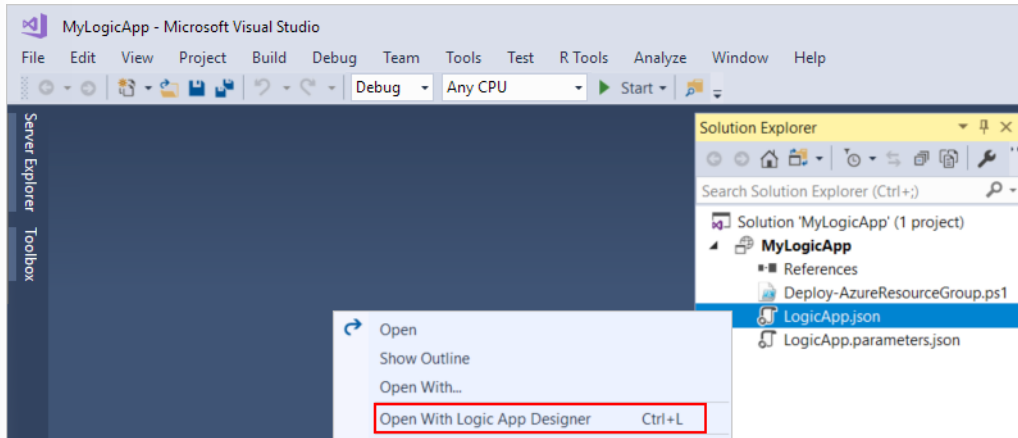 MyLogicApp - Microsoft Visual Studio
File Edit View Project Build Debug Team Tools Test R Tools Analyze Window Help
Debug Any CPU Start
Server Explorer
Toolbox
Solution Explorer
Search Solution Explorer (Ctrl+;)
Solution 'MyLogicApp' (1 project)
MyLogicApp
References
Deploy-AzureResourceGroup.ps1
LogicApp.json
LogicApp.parameters.json
Open
Show Outline
Open With...
Open With Logic App Designer Ctrl+L